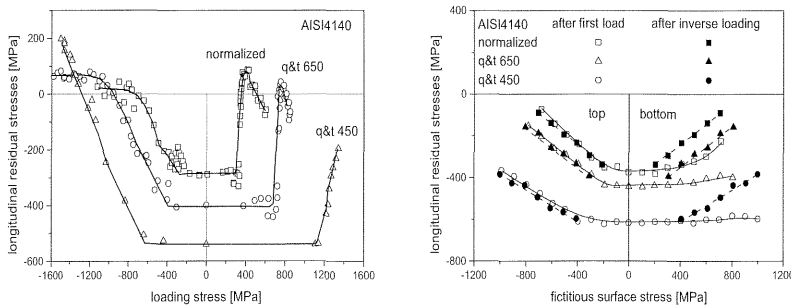 AISI4140
normalized
q&t 650
q&t 450
200
0
-200
-400
-600
-1600 -1200 -800 -400 0 400 800 1200 1600
longitudinal residual stresses [MPa]
loading stress [MPa]
AISI4140 after first load after inverse loading
normalized
q&t 650
q&t 450
top bottom
0
-200
-400
-600
-800
-1200 -800 -400 0 400 800 1200
longitudinal residual stresses [MPa]
fictitious surface stress [MPa]